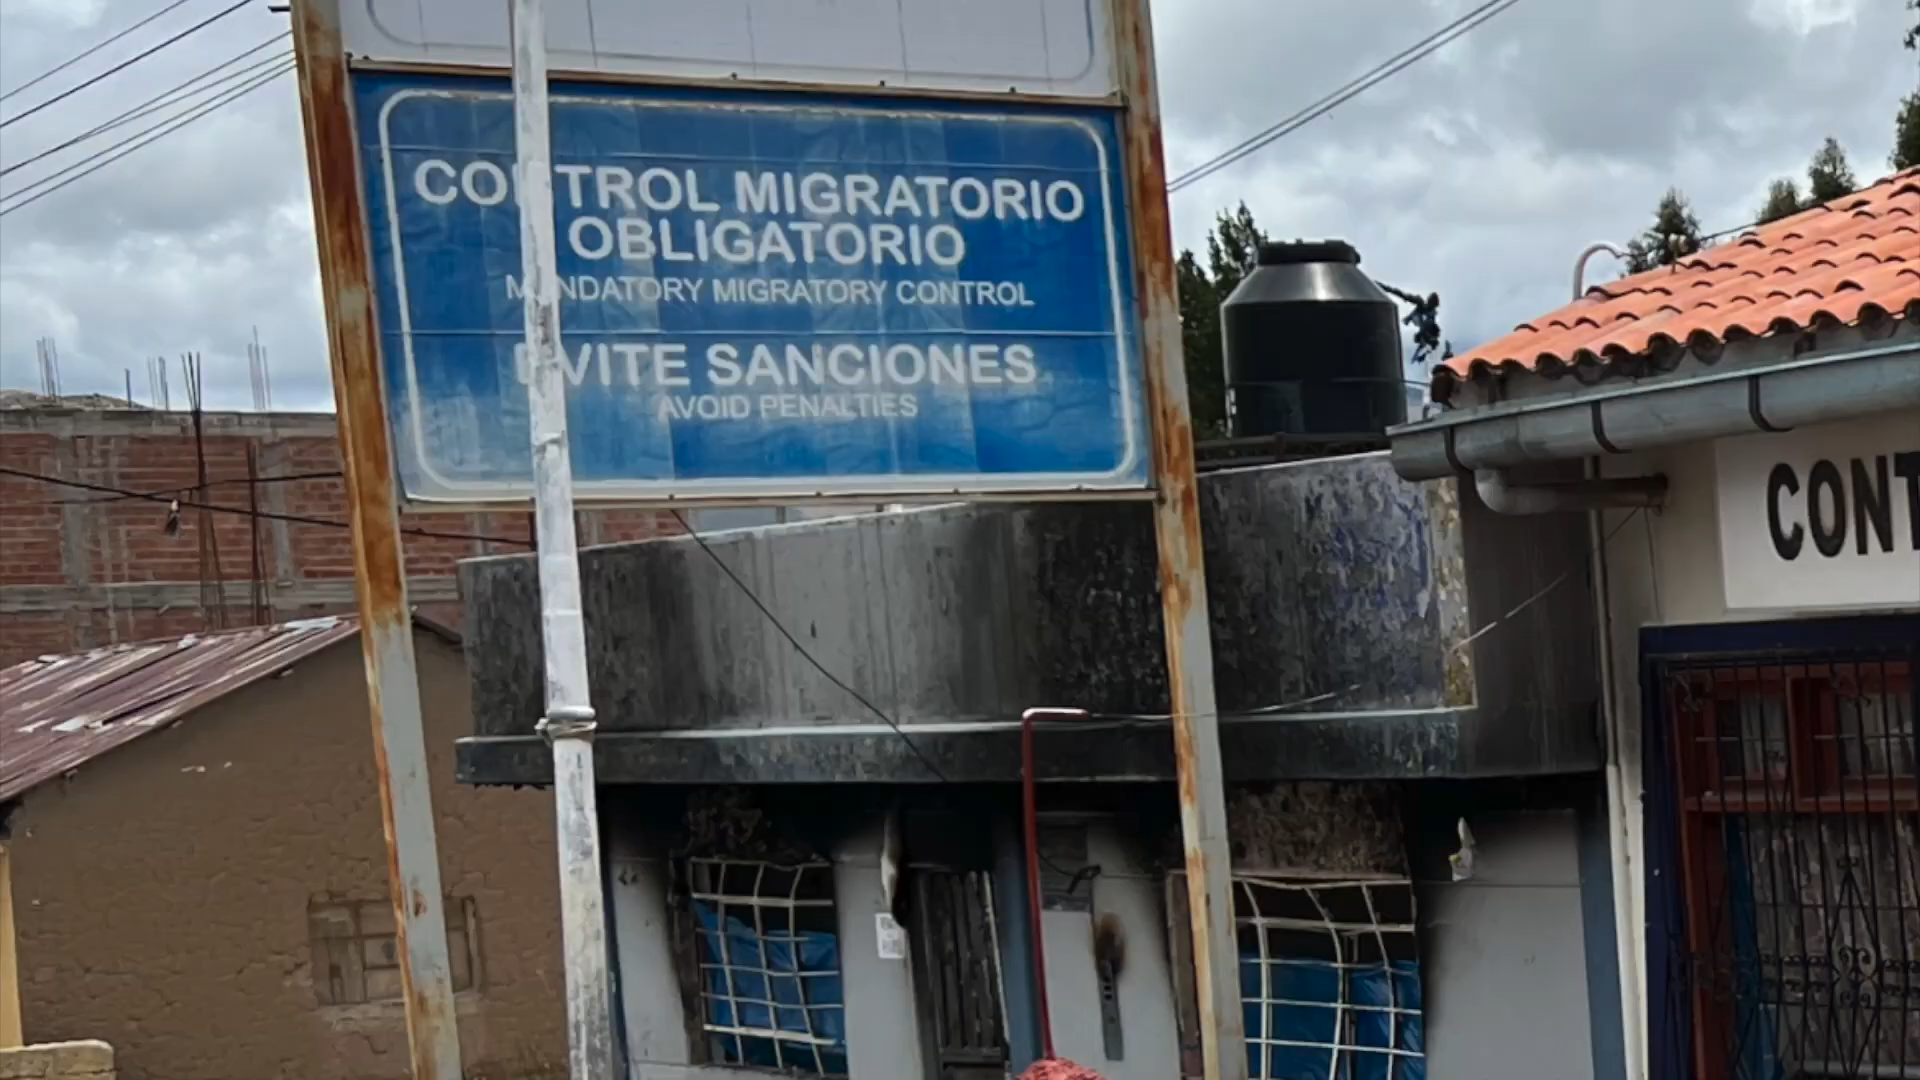 CONTROL MIGRATORIO
OBLIGATORIO
MANDATORY MIGRATORY CONTROL
EVITE SANCIONES
AVOID PENALTIES
CONT